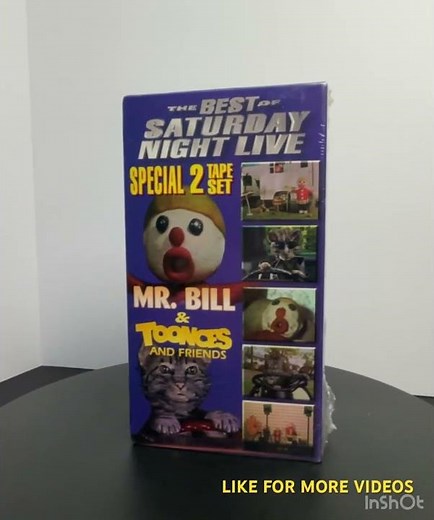 THE BEST OF
SATURDAY
NIGHT LIVE
SPECIAL 2 TAPE
SET
MR. BILL
&
TOONCES
AND FRIENDS
LIKE FOR MORE VIDEOS
InShOt